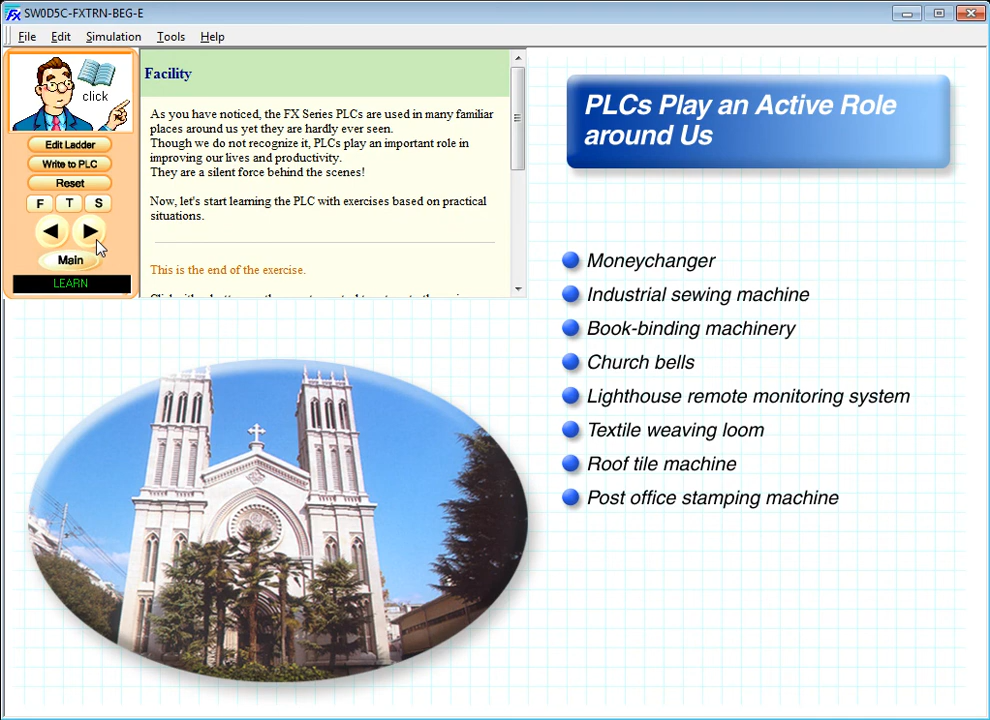 SW0D5C-FXTRN-BEG-E
File Edit Simulation Tools Help
click
Edit Ladder
Write to PLC
Reset
F T S
Main
LEARN
Facility
As you have noticed, the FX Series PLCs are used in many familiar
places around us yet they are hardly ever seen.
Though we do not recognize it, PLCs play an important role in
improving our lives and productivity.
They are a silent force behind the scenes!
Now, let's start learning the PLC with exercises based on practical
situations.
This is the end of the exercise.
PLCs Play an Active Role
around Us
Moneychanger
Industrial sewing machine
Book-binding machinery
Church bells
Lighthouse remote monitoring system
Textile weaving loom
Roof tile machine
Post office stamping machine